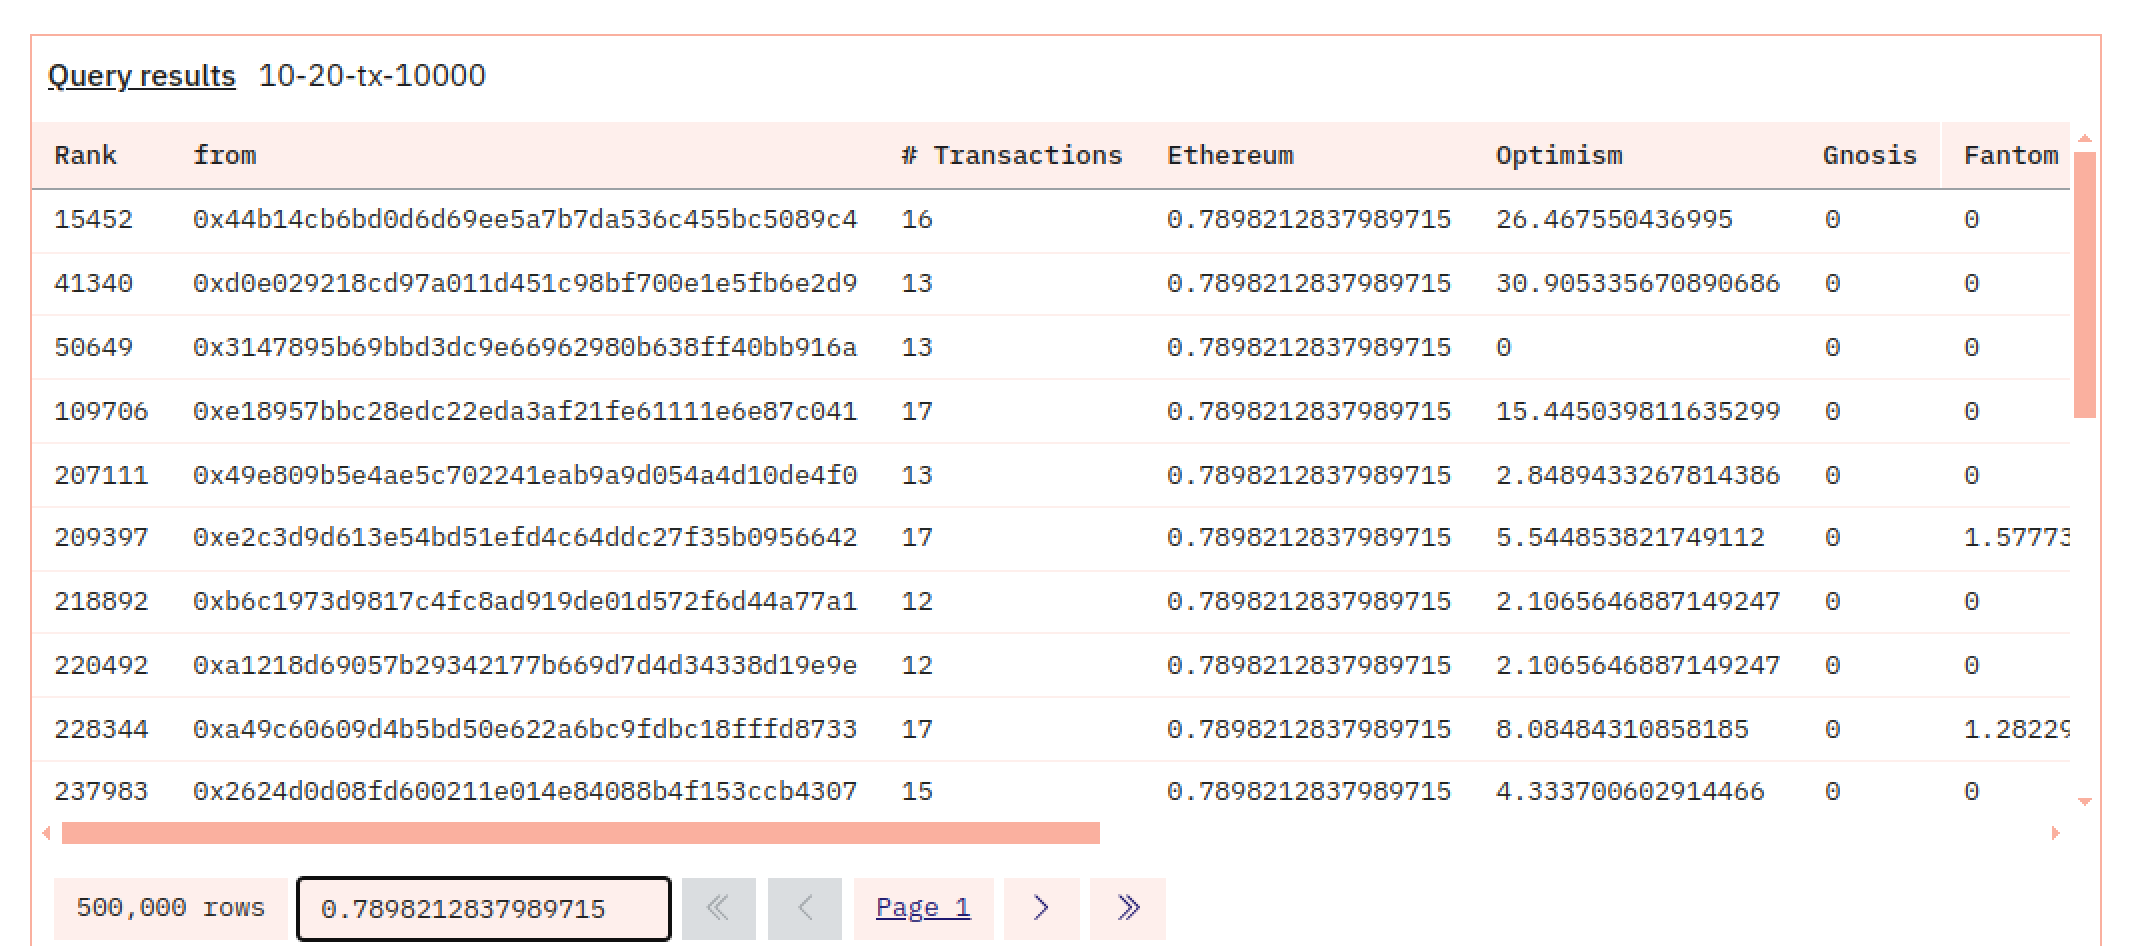 Query results 10-20-tx-10000
Rank from # Transactions Ethereum Optimism Gnosis Fantom
15452 0x44b14cb6bd0d6d69ee5a7b7da536c455bc5089c4 16 0.7898212837989715 26.467550436995 0 0
41340 0xd0e029218cd97a011d451c98bf700e1e5fb6e2d9 13 0.7898212837989715 30.905335670890686 0 0
50649 0x3147895b69bbd3dc9e66962980b638ff40bb916a 13 0.7898212837989715 0 0 0
109706 0xe18957bbc28edc22eda3af21fe61111e6e87c041 17 0.7898212837989715 15.445039811635299 0 0
207111 0x49e809b5e4ae5c702241eab9a9d054a4d10de4f0 13 0.7898212837989715 2.8489433267814386 0 0
209397 0xe2c3d9d613e54bd51efd4c64ddc27f35b0956642 17 0.7898212837989715 5.544853821749112 0 1.57773
218892 0xb6c1973d9817c4fc8ad919de01d572f6d44a77a1 12 0.7898212837989715 2.1065646887149247 0 0
220492 0xa1218d69057b29342177b669d7d4d34338d19e9e 12 0.7898212837989715 2.1065646887149247 0 0
228344 0xa49c60609d4b5bd50e622a6bc9fdbc18fffd8733 17 0.7898212837989715 8.08484310858185 0 1.28229
237983 0x2624d0d08fd600211e014e84088b4f153ccb4307 15 0.7898212837989715 4.333700602914466 0 0
500,000 rows 0.7898212837989715 Page 1